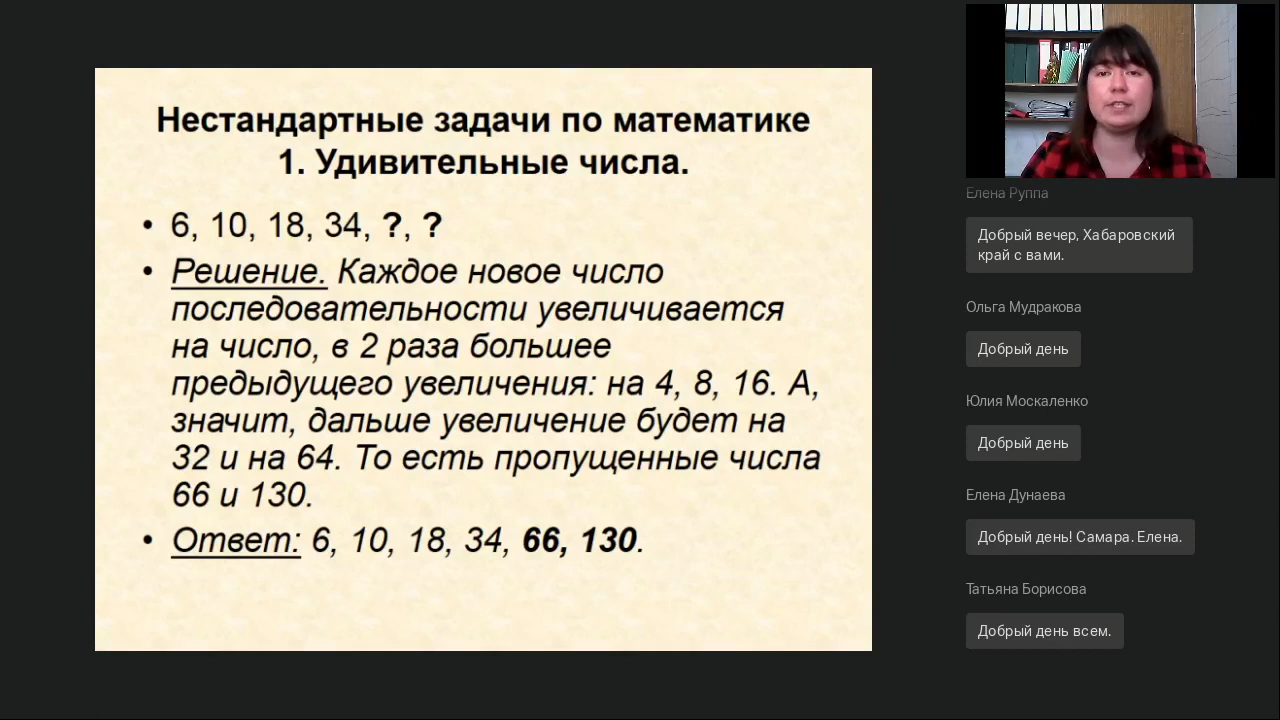 Нестандартные задачи по математике
1. Удивительные числа.
• 6, 10, 18, 34, ?, ?
• Решение. Каждое новое число
последовательности увеличивается
на число, в 2 раза большее
предыдущего увеличения: на 4, 8, 16. А,
значит, дальше увеличение будет на
32 и на 64. То есть пропущенные числа
66 и 130.
• Ответ: 6, 10, 18, 34, 66, 130.
Елена Руппа
Добрый вечер, Хабаровский
край с вами.
Ольга Мудракова
Добрый день
Юлия Москаленко
Добрый день
Елена Дунаева
Добрый день! Самара. Елена.
Татьяна Борисова
Добрый день всем.